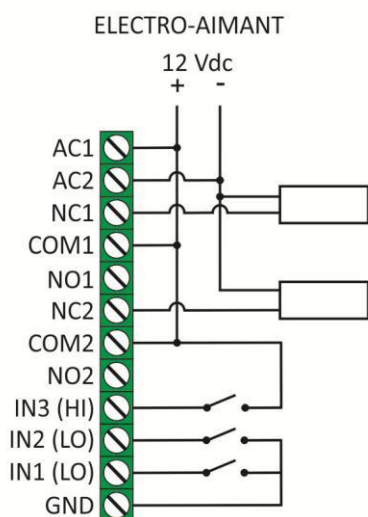 ELECTRO-AIMANT
12 Vdc
+ -
AC1
AC2
NC1
COM1
NO1
NC2
COM2
NO2
IN3 (HI)
IN2 (LO)
IN1 (LO)
GND